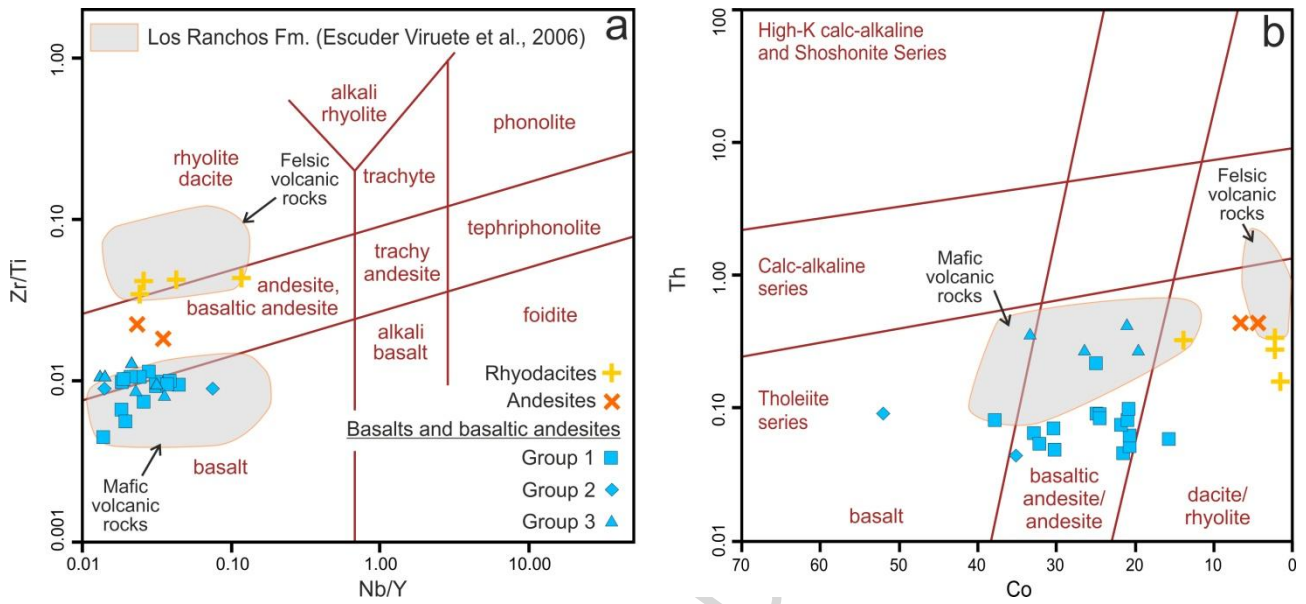 Los Ranchos Fm. (Escuder Viruete et al., 2006)
a
Zr/Ti
1.00
0.10
0.01
0.001
0.01
0.10
1.00
10.00
Nb/Y
alkali
rhyolite
phonolite
rhyolite
dacite
Felsic
volcanic
rocks
trachyte
tephriphonolite
trachy
andesite
andesite,
basaltic andesite
foidite
alkali
basalt
basalt
Mafic
volcanic
rocks
Rhyodacites
Andesites
Basalts and basaltic andesites
Group 1
Group 2
Group 3
b
High-K calc-alkaline
and Shoshonite Series
Th
100.0
10.0
1.00
0.10
0.01
70
60
50
40
30
20
10
0
Co
Felsic
volcanic
rocks
Mafic
volcanic
rocks
Calc-alkaline
series
Tholeiite
series
basalt
basaltic
andesite/
andesite
dacite/
rhyolite